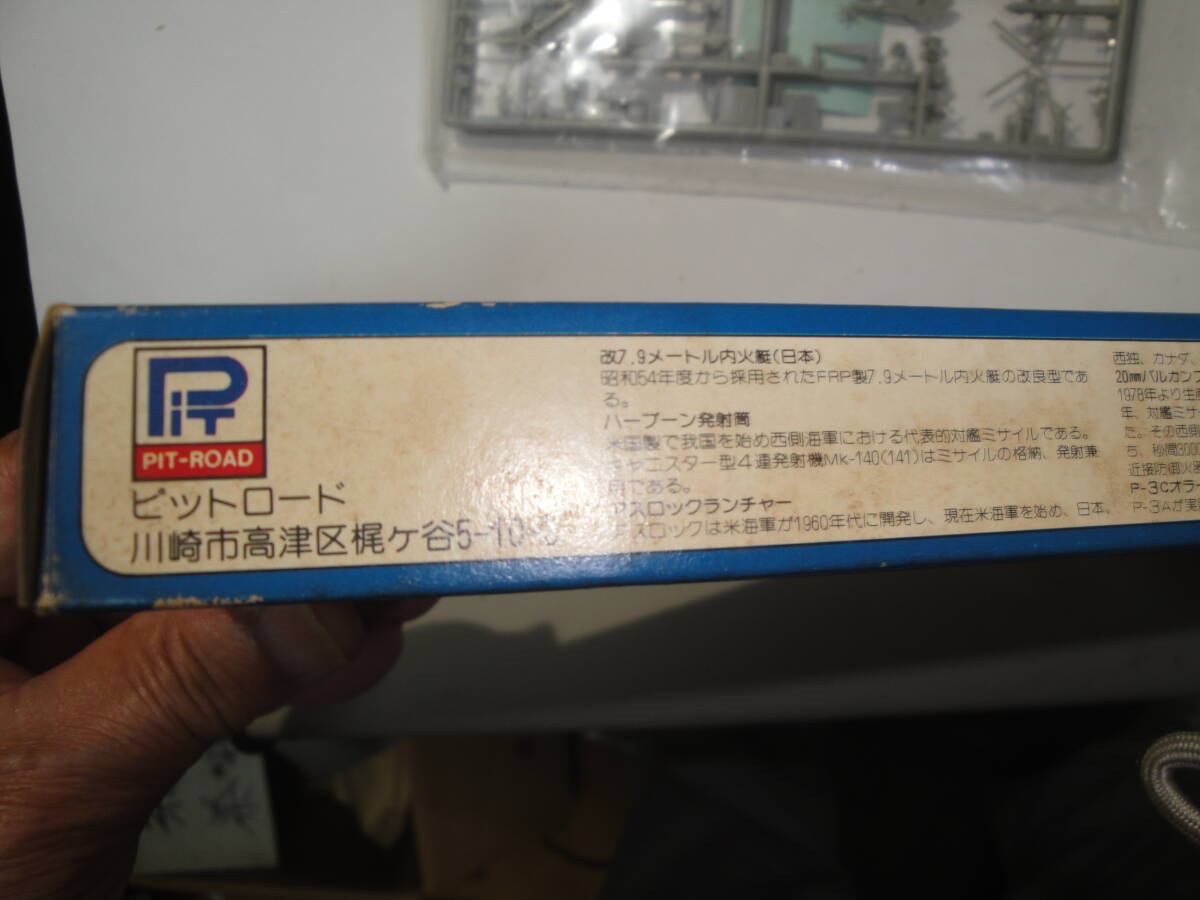 PiT
PIT-ROAD
ピットロード
川崎市高津区梶ケ谷5-10-
改7.9メートル内火艇(日本)
昭和54年度から採用されたFRP製7.9メートル内火艇の改良型であ
る。
ハープーン発射筒
米国製で我国を始め西側海軍における代表的対艦ミサイルである。
キャニスター型4連発射機Mk-140(141)はミサイルの格納、発射兼
用である。
アスロックランチャー
スロックは米海軍が1960年代に開発し、現在米海軍を始め、日本、
西独、カナダ、
20mmバルカンフ
1978年より生産
年、対艦ミサ
た。その西側
ち、秒間3000
近接防御火器
P-3Cオラ
P-3Aが実